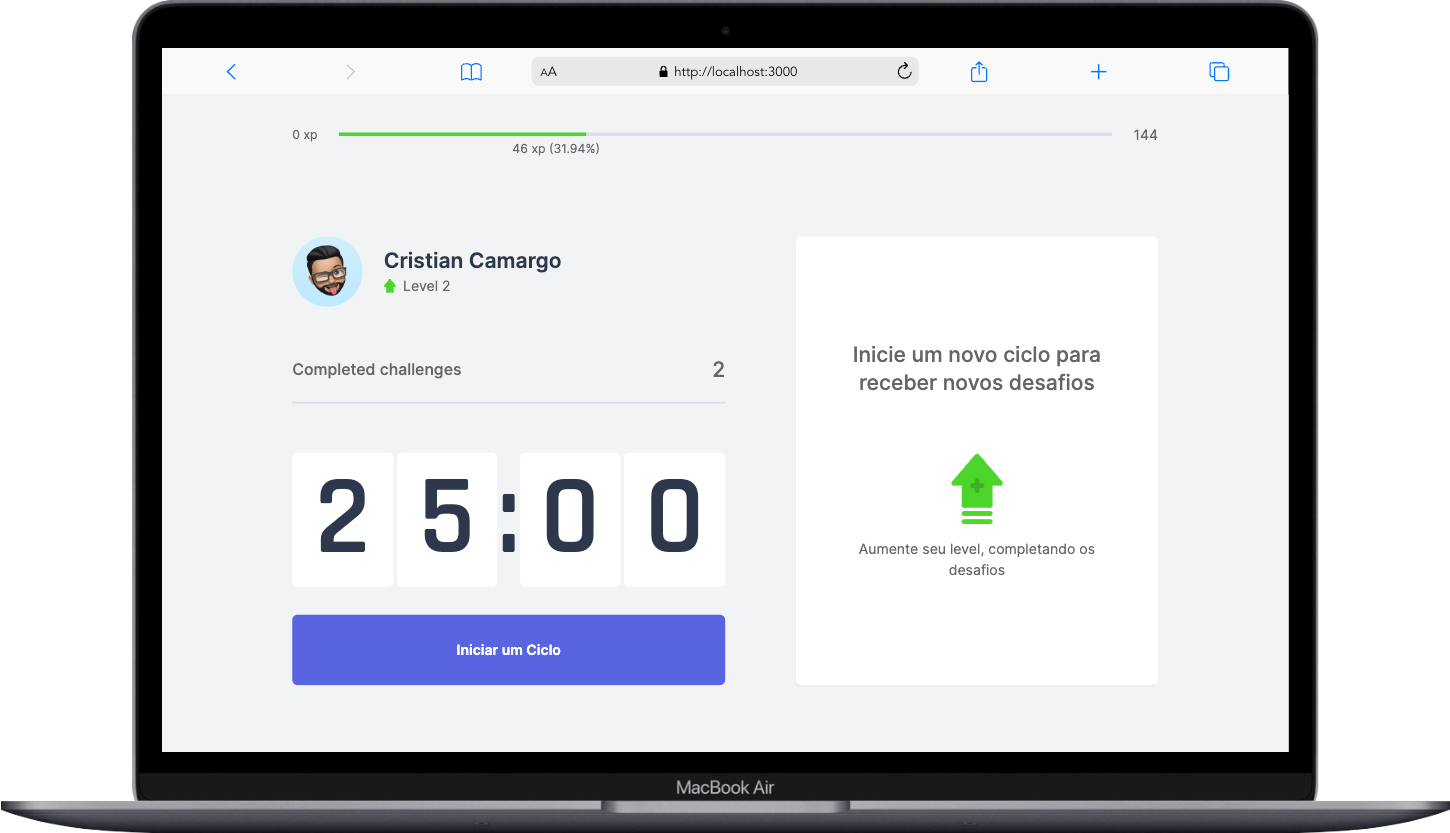 AA http://localhost:3000
0 xp 144
46 xp (31.94%)
Cristian Camargo
Level 2
Completed challenges 2
25:00
Iniciar um Ciclo
Inicie um novo ciclo para
receber novos desafios
Aumente seu level, completando os
desafios
MacBook Air